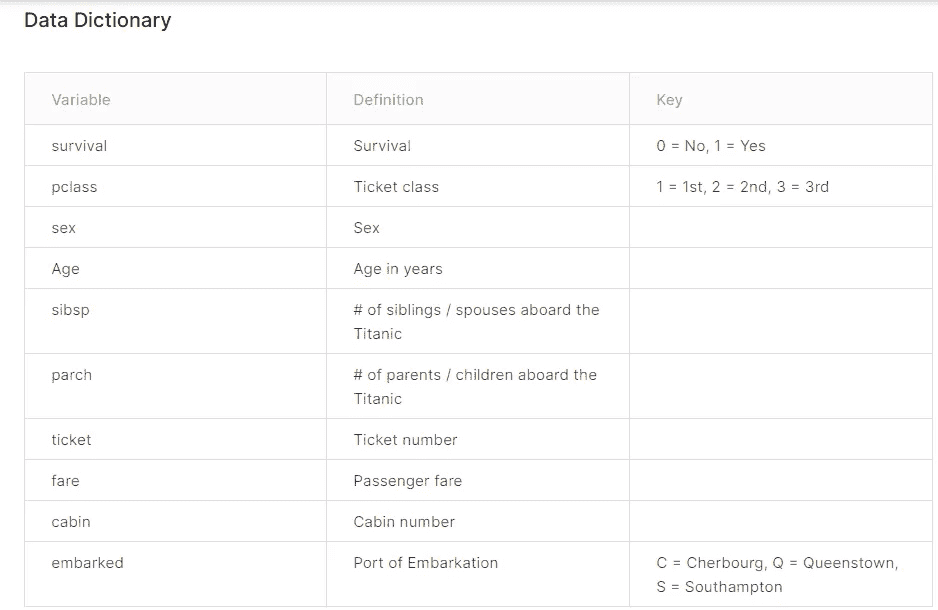 Data Dictionary
Variable Definition Key
survival Survival 0 = No, 1 = Yes
pclass Ticket class 1 = 1st, 2 = 2nd, 3 = 3rd
sex Sex
Age Age in years
sibsp # of siblings / spouses aboard the
Titanic
parch # of parents / children aboard the
Titanic
ticket Ticket number
fare Passenger fare
cabin Cabin number
embarked Port of Embarkation C = Cherbourg, Q = Queenstown,
S = Southampton